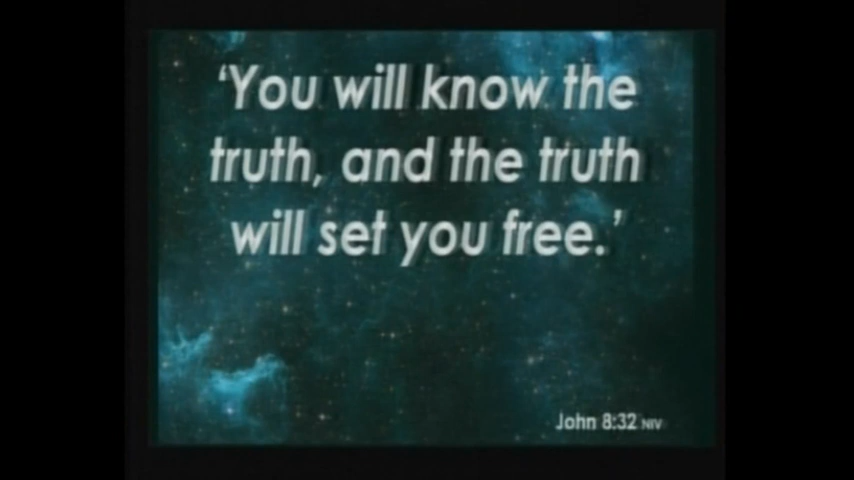 ‘You will know the
truth, and the truth
will set you free.’
John 8:32 NIV